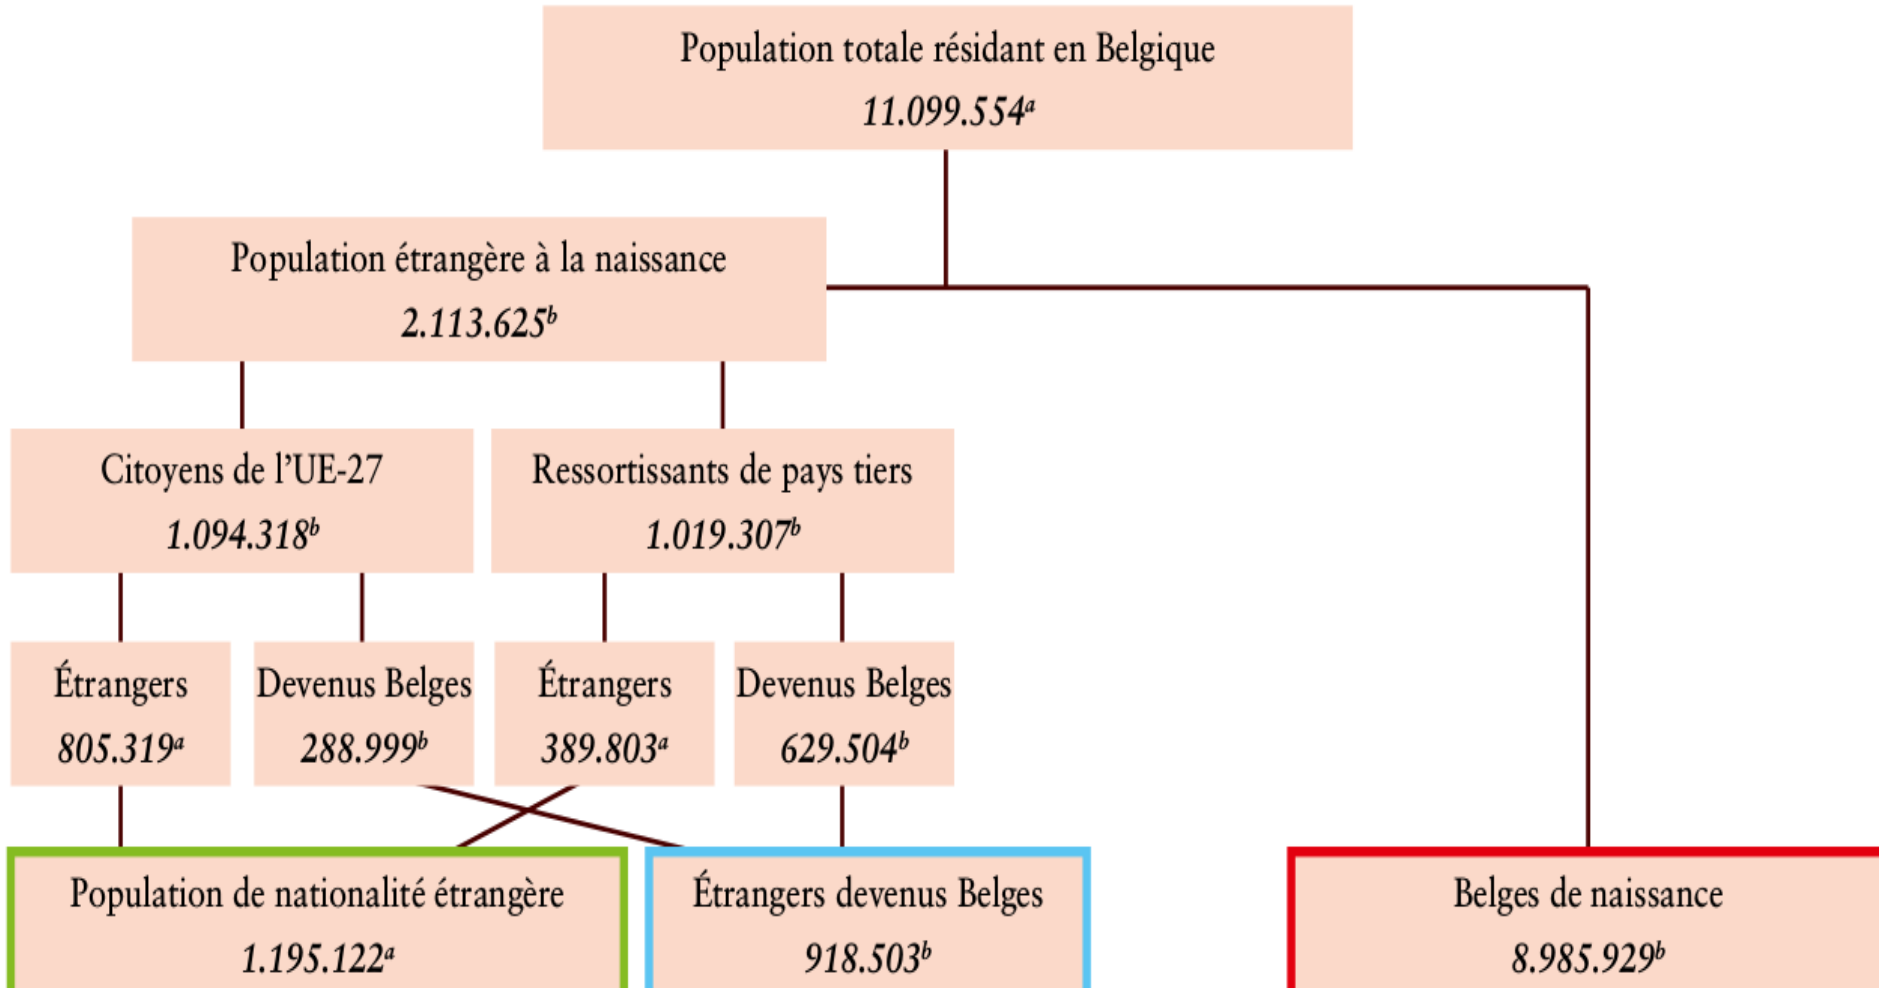 Population totale résidant en Belgique
11.099.554ᵃ
Population étrangère à la naissance
2.113.625ᵇ
Citoyens de l'UE-27
1.094.318ᵇ
Ressortissants de pays tiers
1.019.307ᵇ
Étrangers
805.319ᵃ
Devenus Belges
288.999ᵇ
Étrangers
389.803ᵃ
Devenus Belges
629.504ᵇ
Population de nationalité étrangère
1.195.122ᵃ
Étrangers devenus Belges
918.503ᵇ
Belges de naissance
8.985.929ᵇ